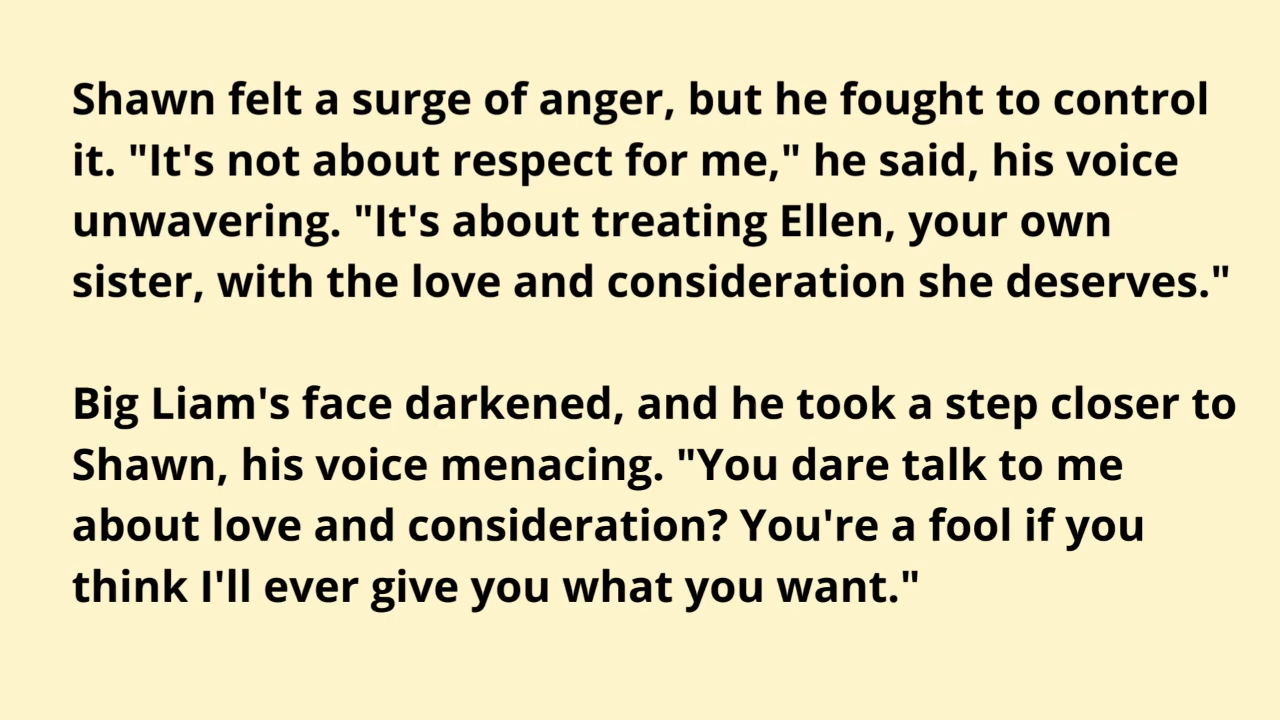 Shawn felt a surge of anger, but he fought to control
it. "It's not about respect for me," he said, his voice
unwavering. "It's about treating Ellen, your own
sister, with the love and consideration she deserves."
Big Liam's face darkened, and he took a step closer to
Shawn, his voice menacing. "You dare talk to me
about love and consideration? You're a fool if you
think I'll ever give you what you want."